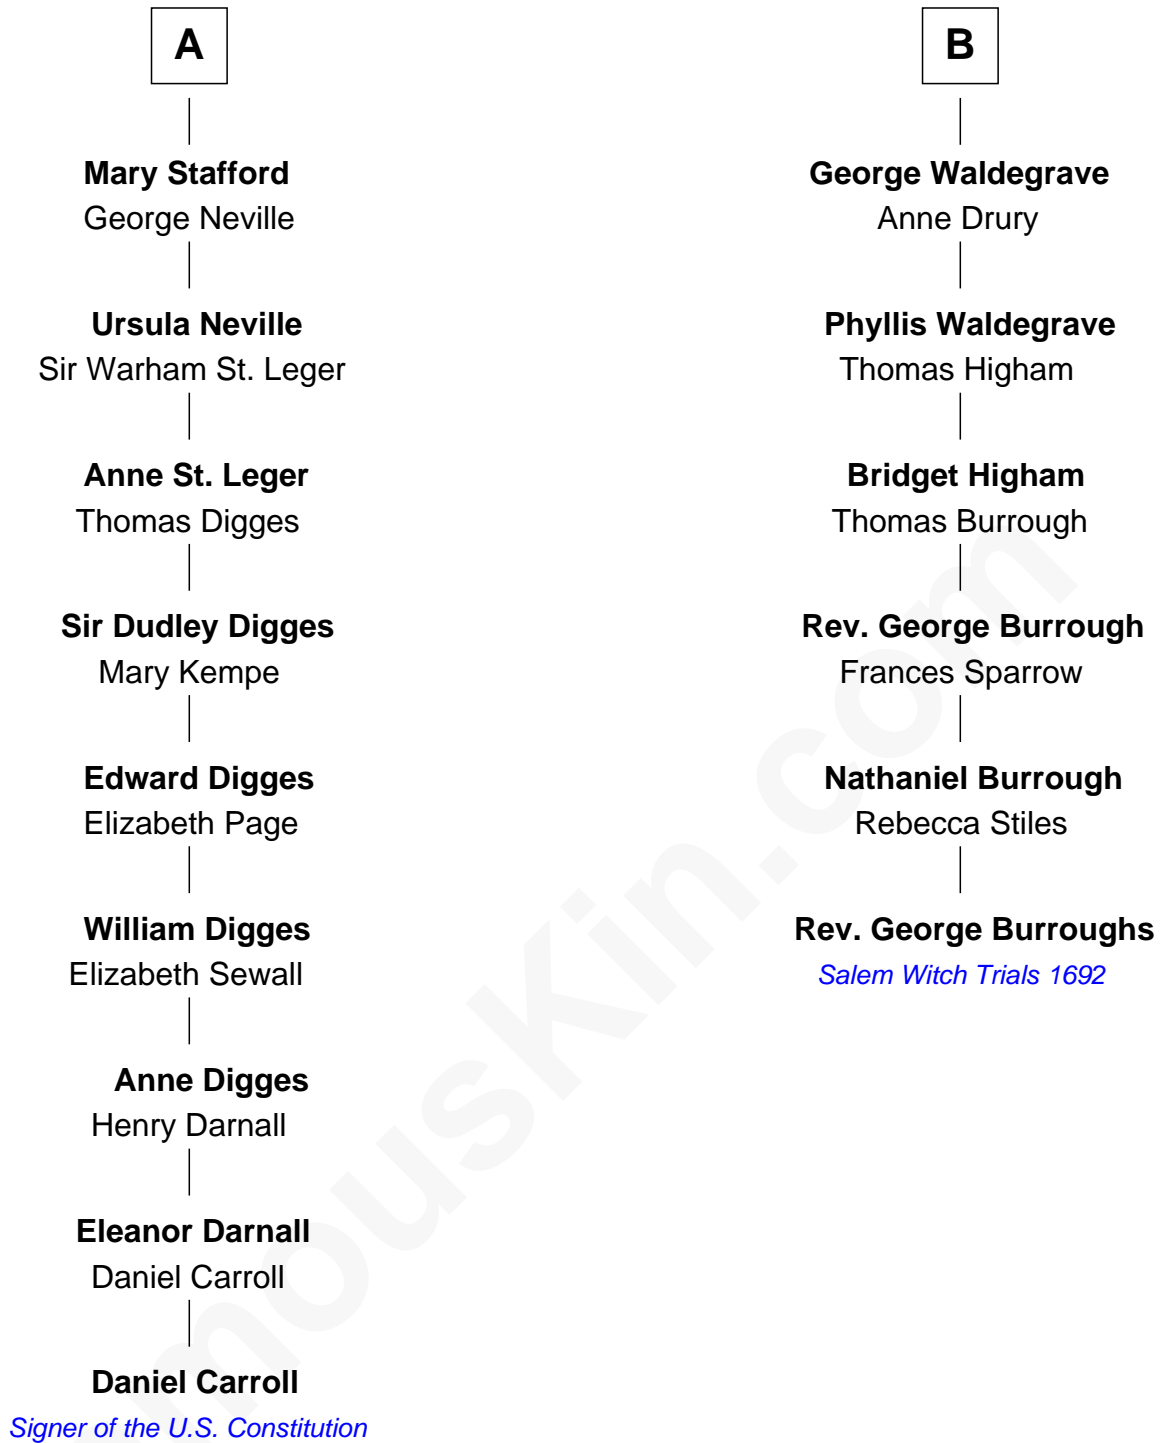 A
Mary Stafford
George Neville
Ursula Neville
Sir Warham St. Leger
Anne St. Leger
Thomas Digges
Sir Dudley Digges
Mary Kempe
Edward Digges
Elizabeth Page
William Digges
Elizabeth Sewall
Anne Digges
Henry Darnall
Eleanor Darnall
Daniel Carroll
Daniel Carroll
Signer of the U.S. Constitution
B
George Waldegrave
Anne Drury
Phyllis Waldegrave
Thomas Higham
Bridget Higham
Thomas Burrough
Rev. George Burrough
Frances Sparrow
Nathaniel Burrough
Rebecca Stiles
Rev. George Burroughs
Salem Witch Trials 1692
mousKin.com